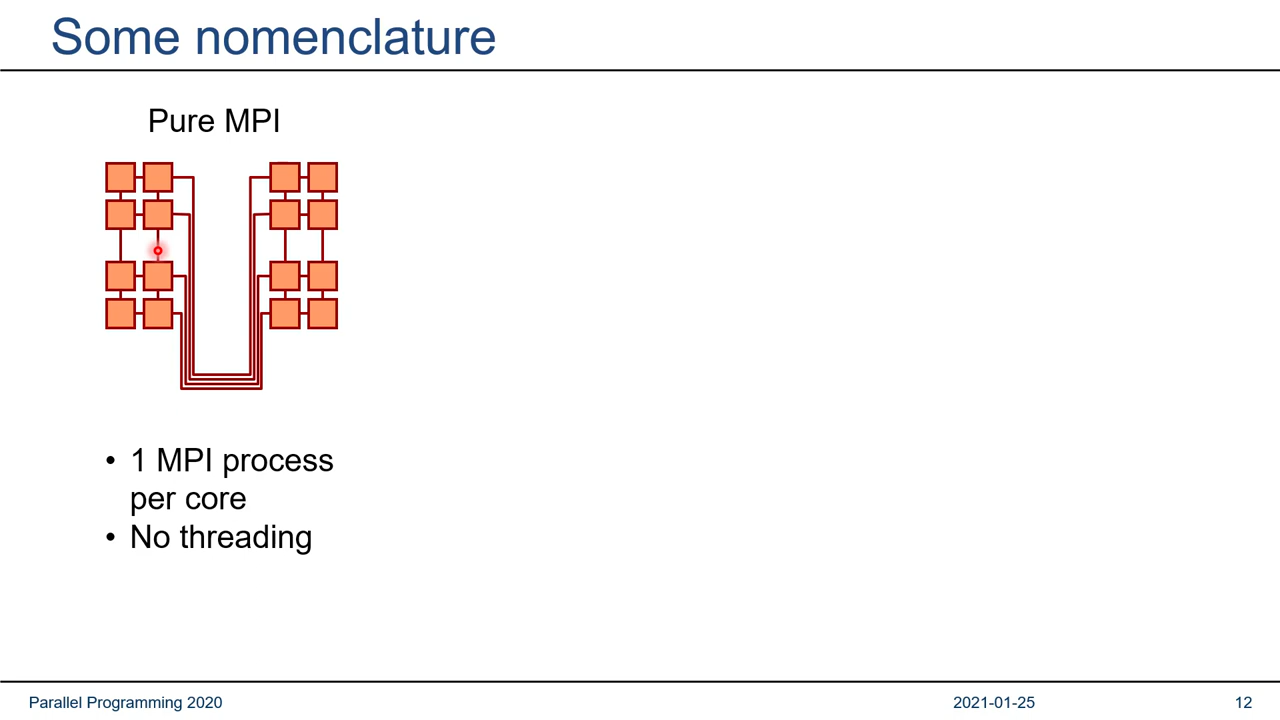 Some nomenclature
Pure MPI
• 1 MPI process
per core
• No threading
Parallel Programming 2020
2021-01-25
12